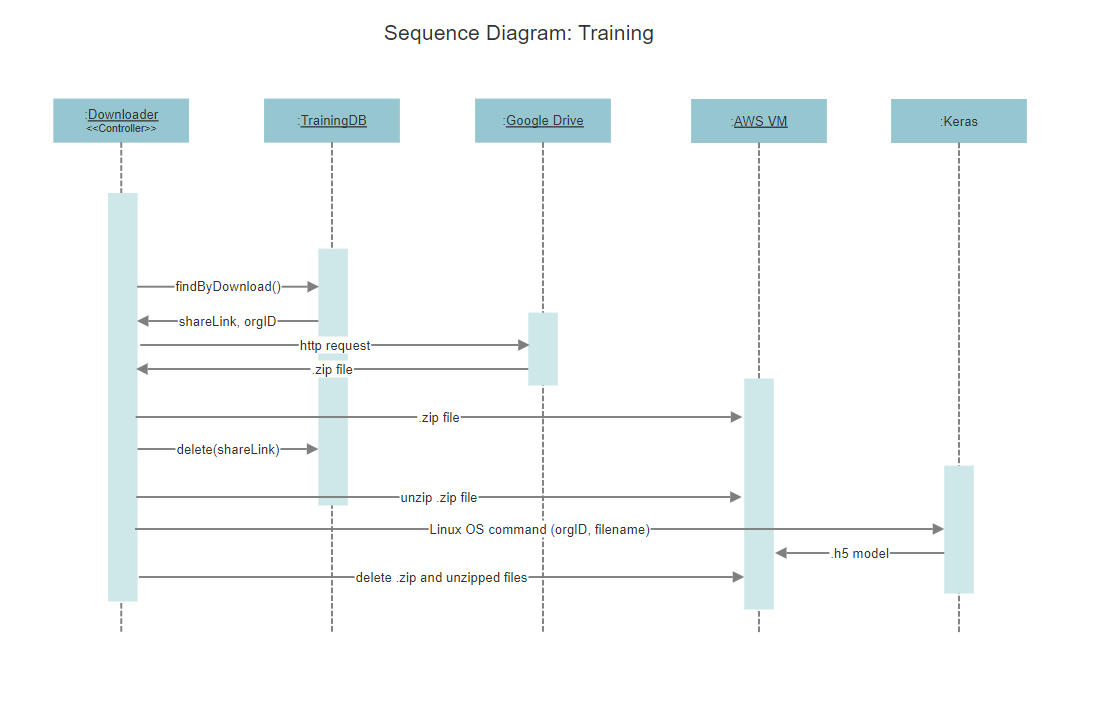 Sequence Diagram: Training
:Downloader
<<Controller>>
:TrainingDB
:Google Drive
:AWS VM
:Keras
findByDownload()
shareLink, orgID
http request
.zip file
.zip file
delete(shareLink)
unzip .zip file
Linux OS command (orgID, filename)
.h5 model
delete .zip and unzipped files